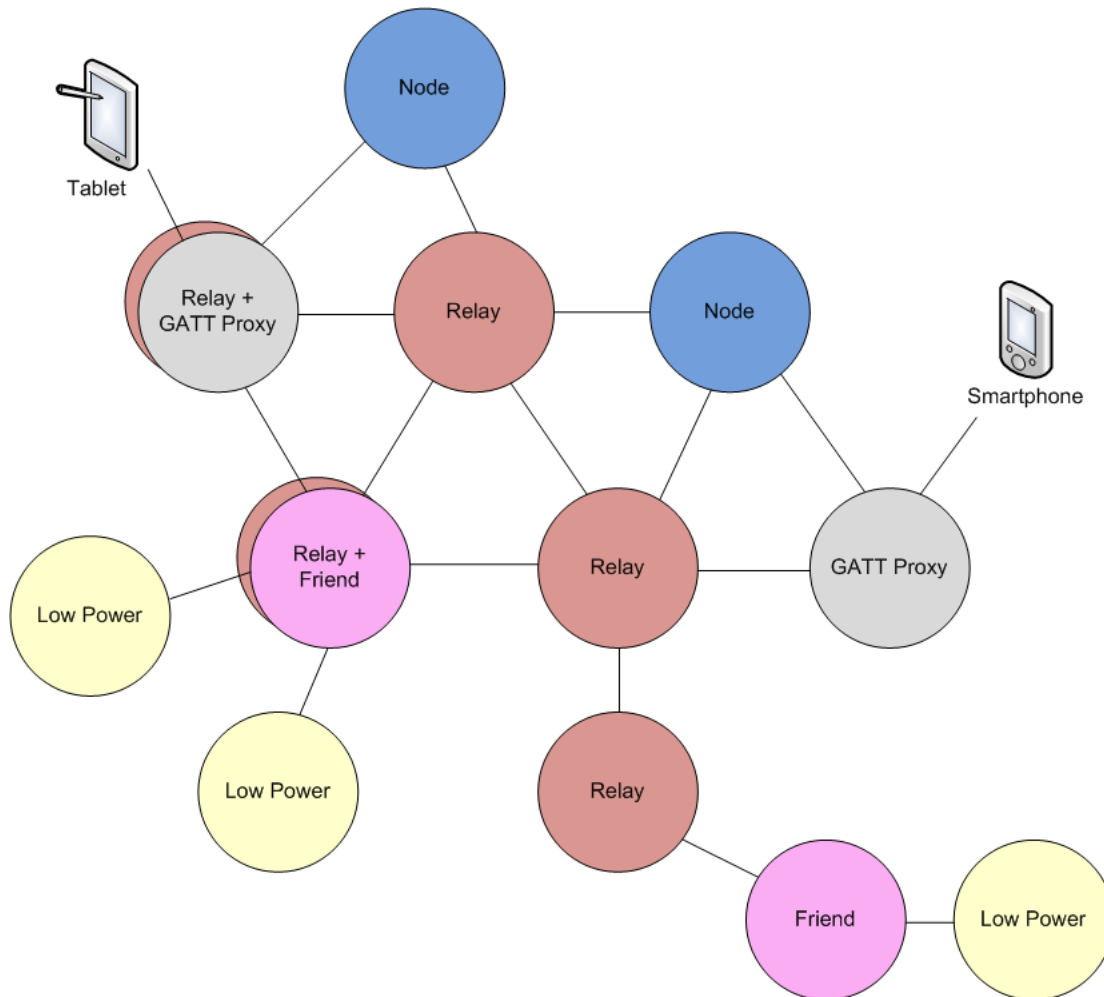 Node
Tablet
Relay +
GATT Proxy
Relay
Node
Smartphone
Relay +
Friend
Relay
GATT Proxy
Low Power
Low Power
Relay
Friend
Low Power